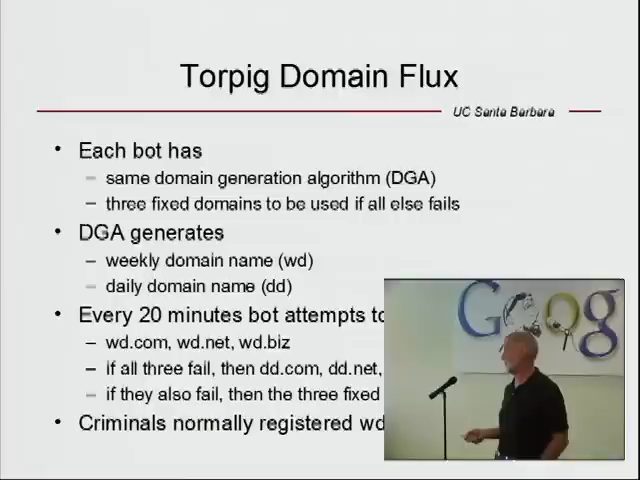 Torpig Domain Flux
UC Santa Barbara
• Each bot has
– same domain generation algorithm (DGA)
– three fixed domains to be used if all else fails
• DGA generates
– weekly domain name (wd)
– daily domain name (dd)
• Every 20 minutes bot attempts to
– wd.com, wd.net, wd.biz
– if all three fail, then dd.com, dd.net,
– if they also fail, then the three fixed
• Criminals normally registered wd
Goog